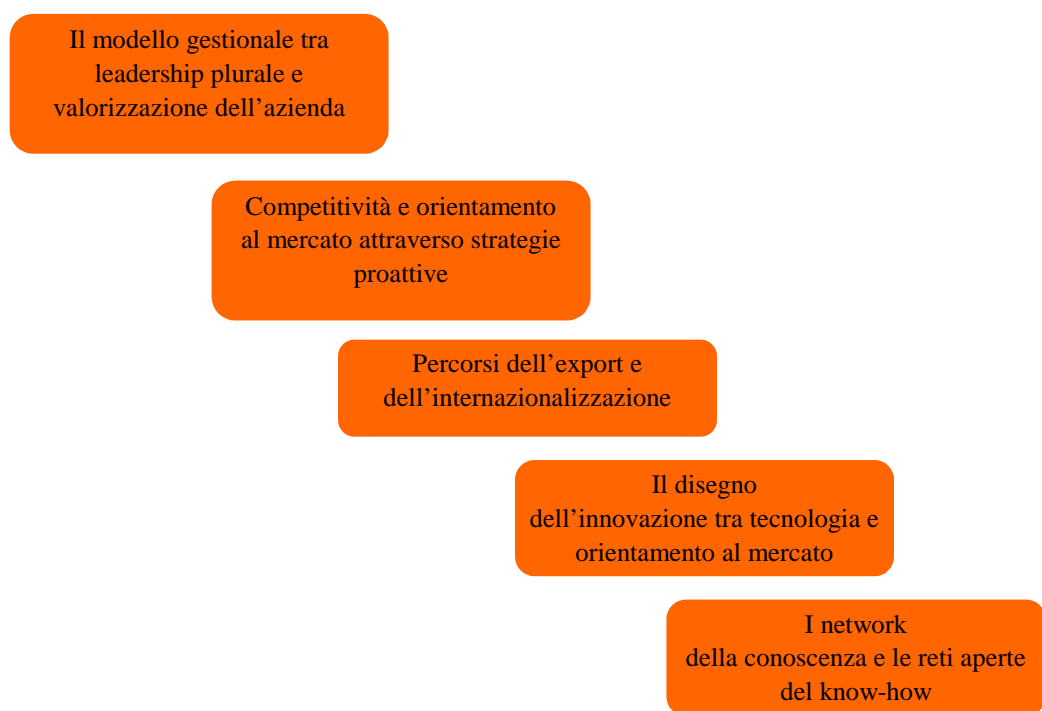 Il modello gestionale tra
leadership plurale e
valorizzazione dell’azienda
Competitività e orientamento
al mercato attraverso strategie
proattive
Percorsi dell’export e
dell’internazionalizzazione
Il disegno
dell’innovazione tra tecnologia e
orientamento al mercato
I network
della conoscenza e le reti aperte
del know-how